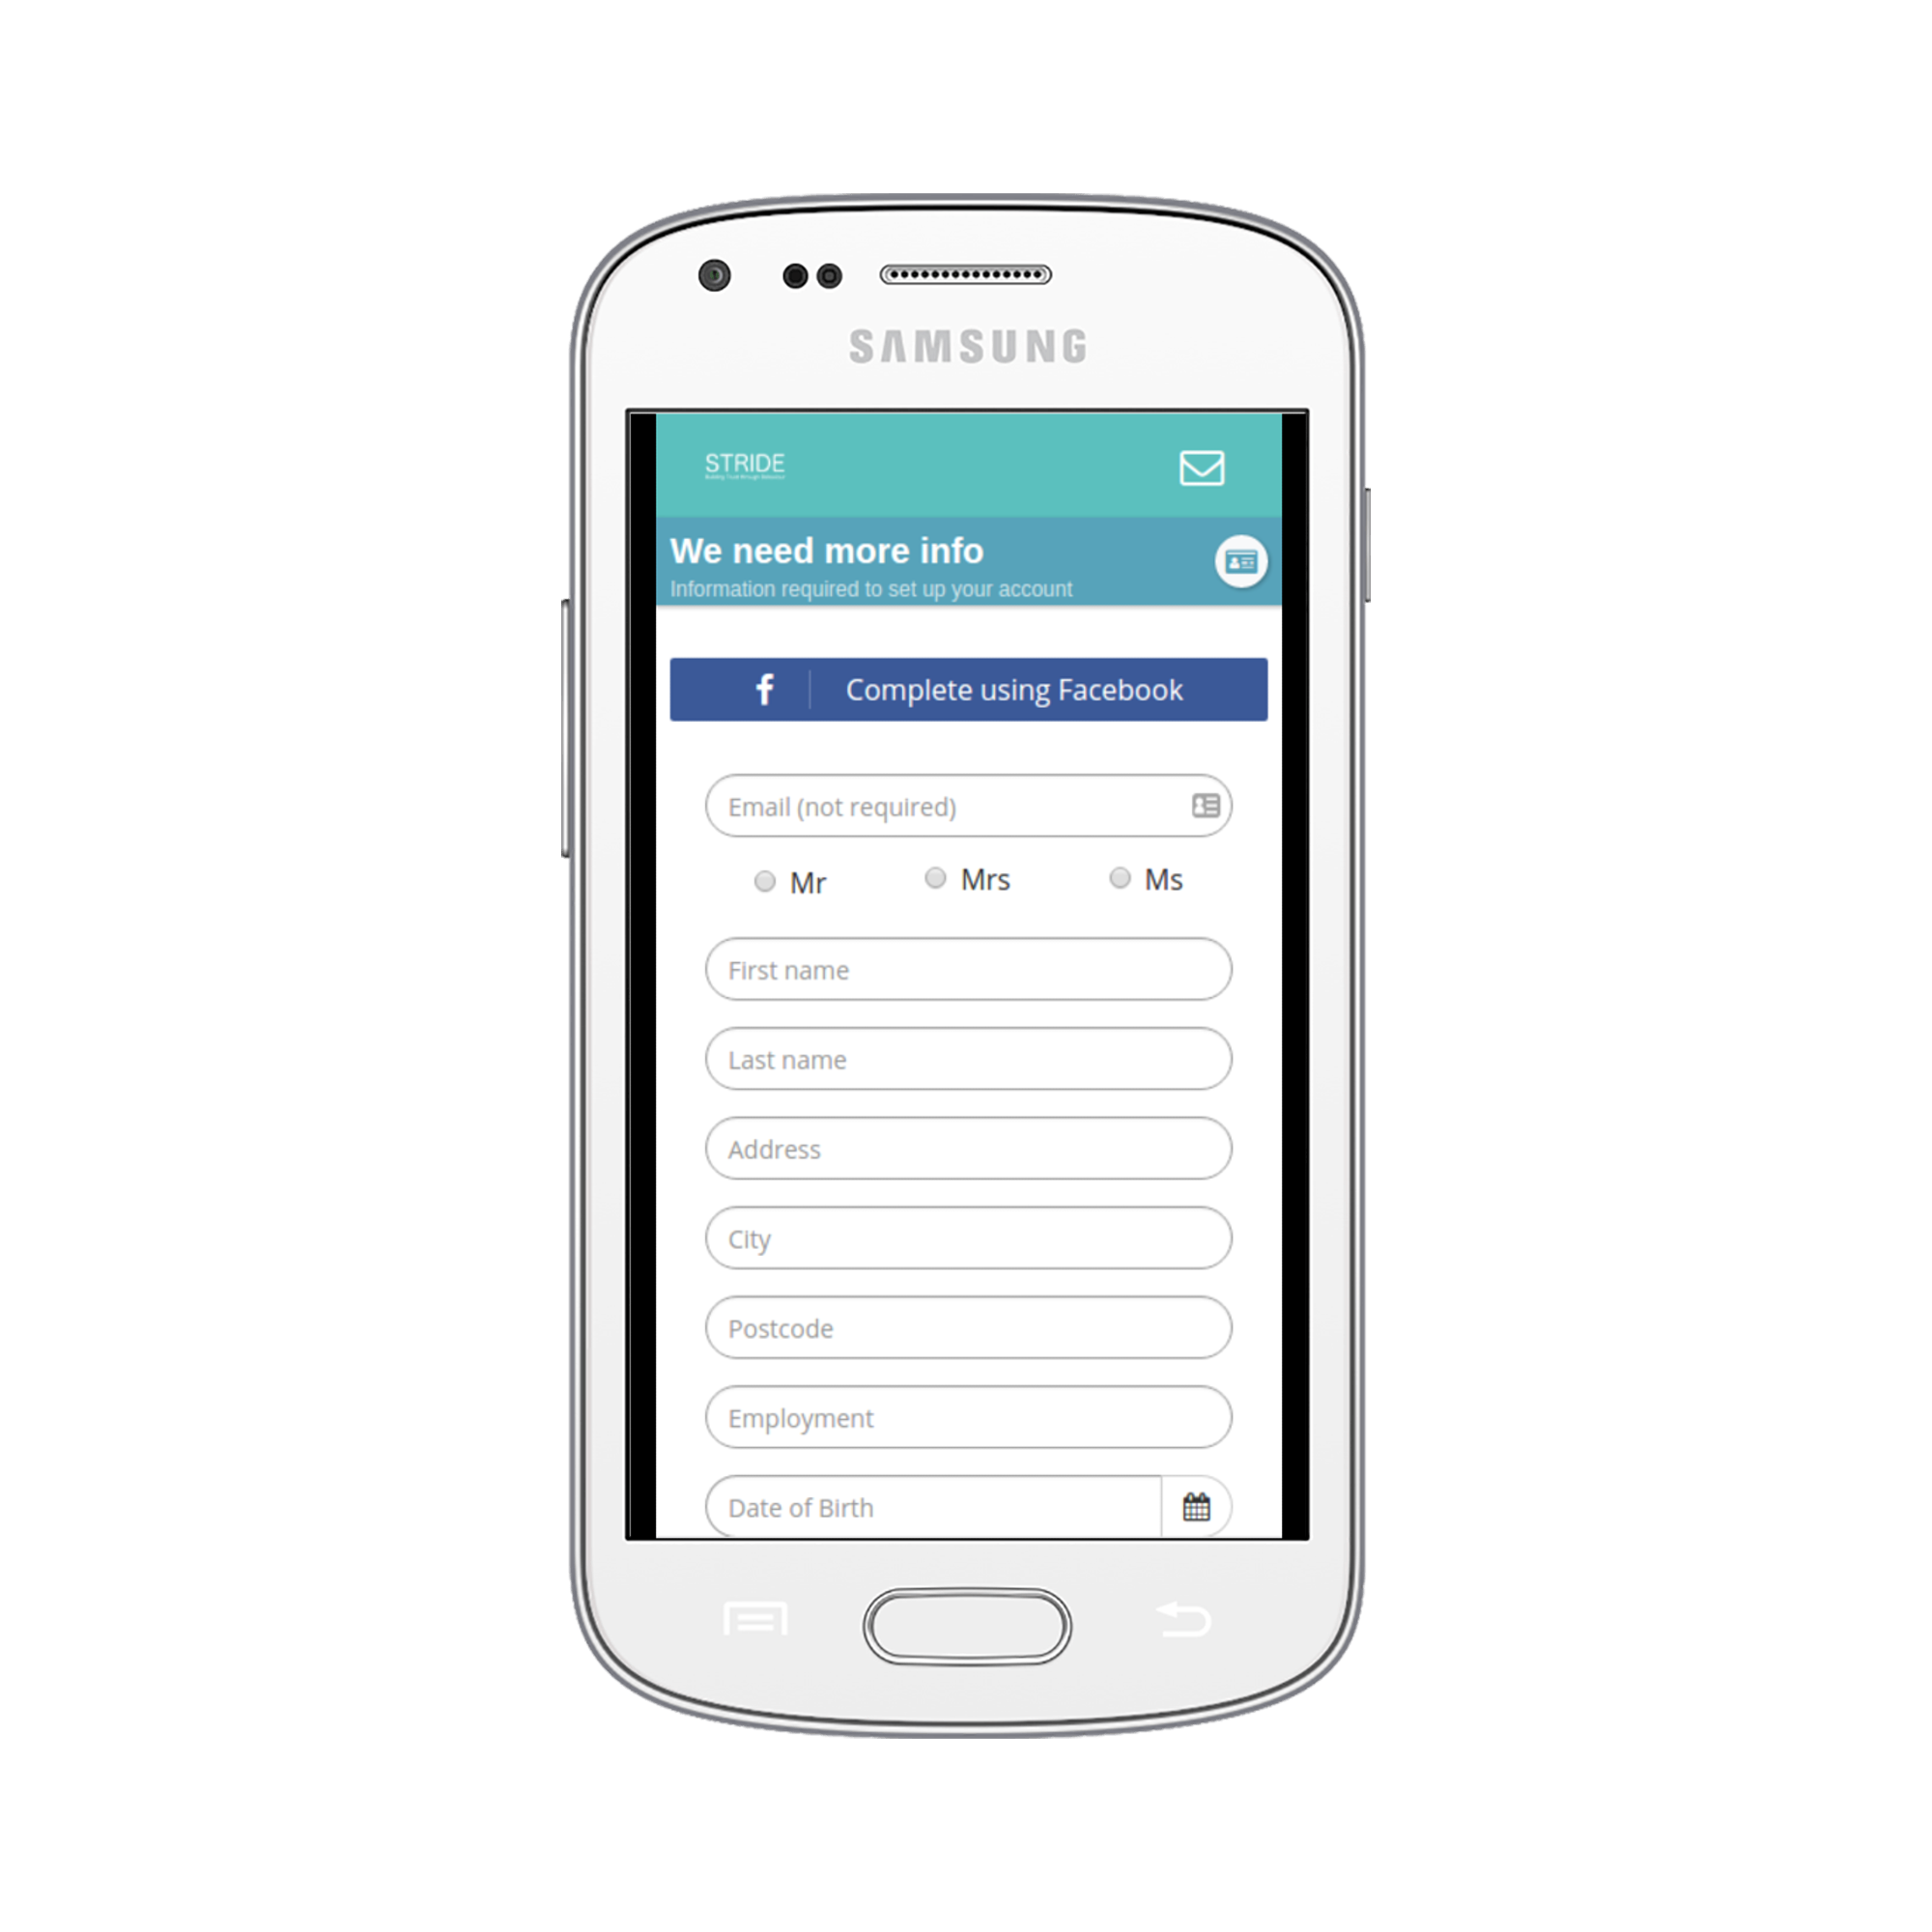 SAMSUNG
STRIDE
We need more info
Information required to set up your account
f Complete using Facebook
Email (not required)
Mr Mrs Ms
First name
Last name
Address
City
Postcode
Employment
Date of Birth